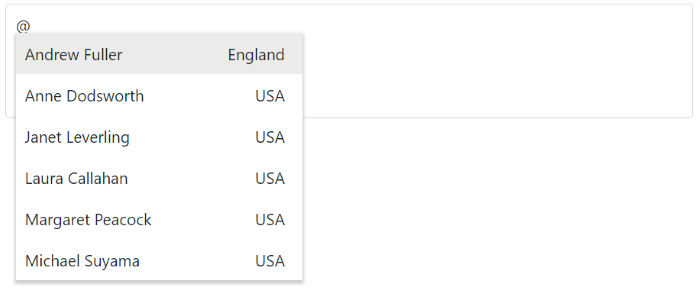 @
Andrew Fuller England
Anne Dodsworth USA
Janet Leverling USA
Laura Callahan USA
Margaret Peacock USA
Michael Suyama USA